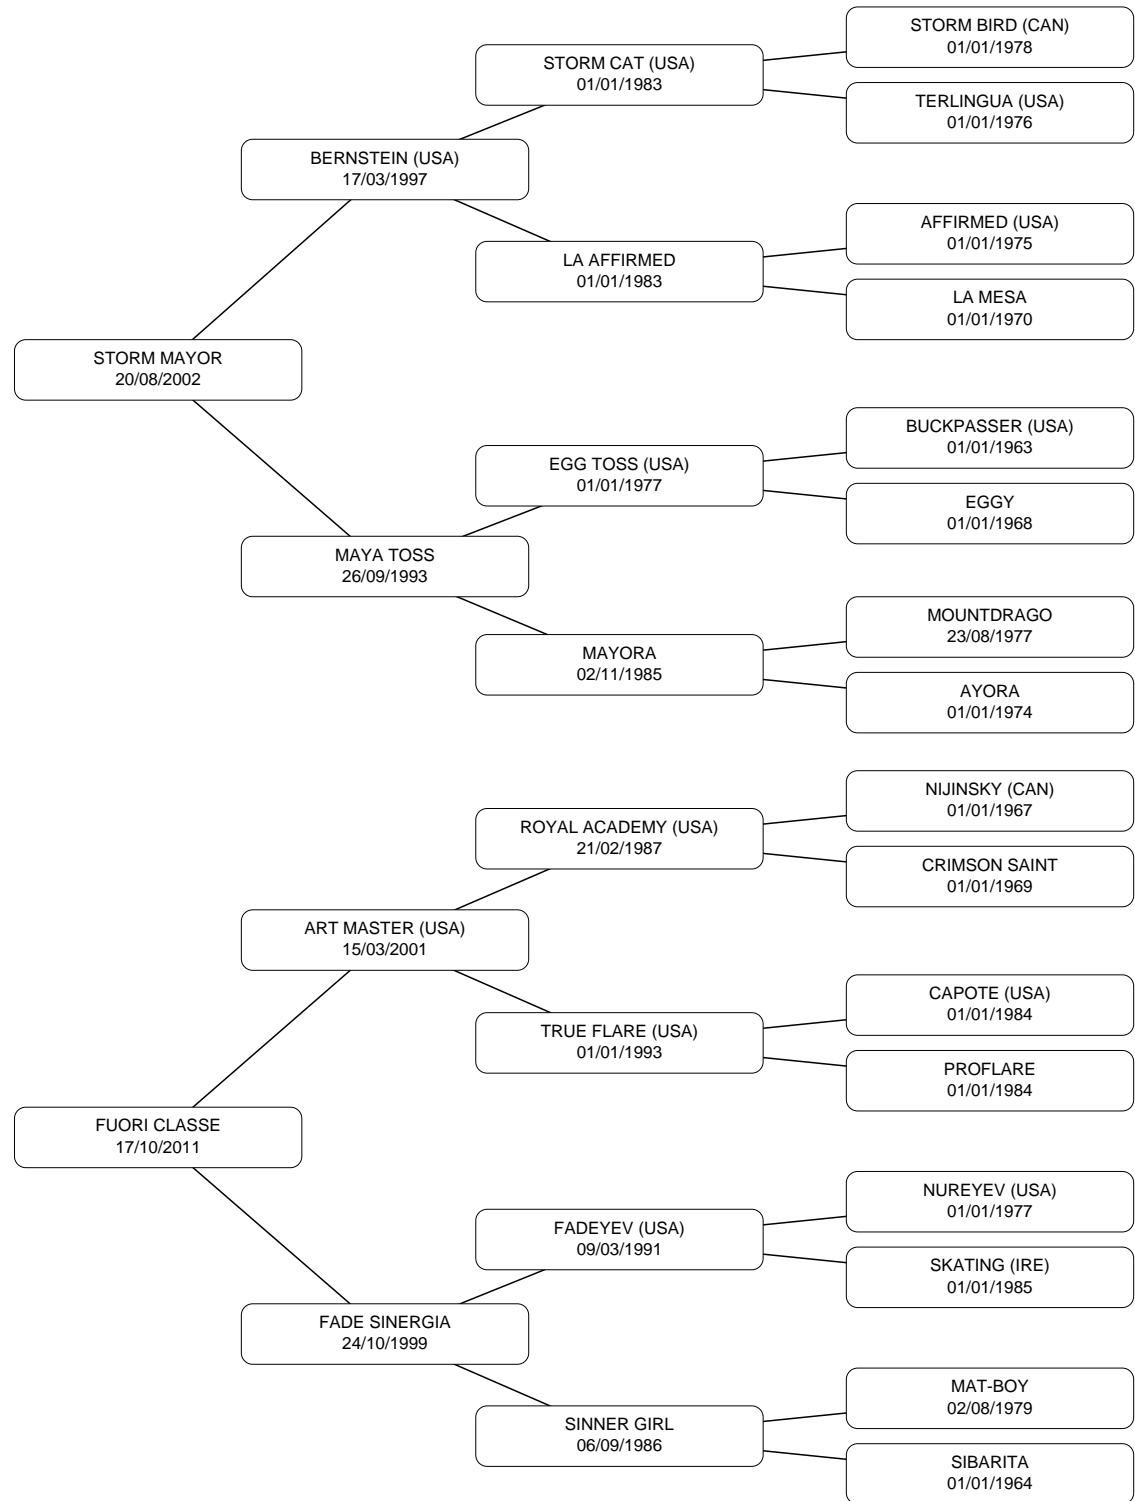 STORM BIRD (CAN)
01/01/1978
STORM CAT (USA)
01/01/1983
TERLINGUA (USA)
01/01/1976
BERNSTEIN (USA)
17/03/1997
AFFIRMED (USA)
01/01/1975
LA AFFIRMED
01/01/1983
LA MESA
01/01/1970
STORM MAYOR
20/08/2002
BUCKPASSER (USA)
01/01/1963
EGG TOSS (USA)
01/01/1977
EGGY
01/01/1968
MAYA TOSS
26/09/1993
MOUNTDRAGO
23/08/1977
MAYORA
02/11/1985
AYORA
01/01/1974
NIJINSKY (CAN)
01/01/1967
ROYAL ACADEMY (USA)
21/02/1987
CRIMSON SAINT
01/01/1969
ART MASTER (USA)
15/03/2001
CAPOTE (USA)
01/01/1984
TRUE FLARE (USA)
01/01/1993
PROFLARE
01/01/1984
FUORI CLASSE
17/10/2011
NUREYEV (USA)
01/01/1977
FADEYEV (USA)
09/03/1991
SKATING (IRE)
01/01/1985
FADE SINERGIA
24/10/1999
MAT-BOY
02/08/1979
SINNER GIRL
06/09/1986
SIBARITA
01/01/1964